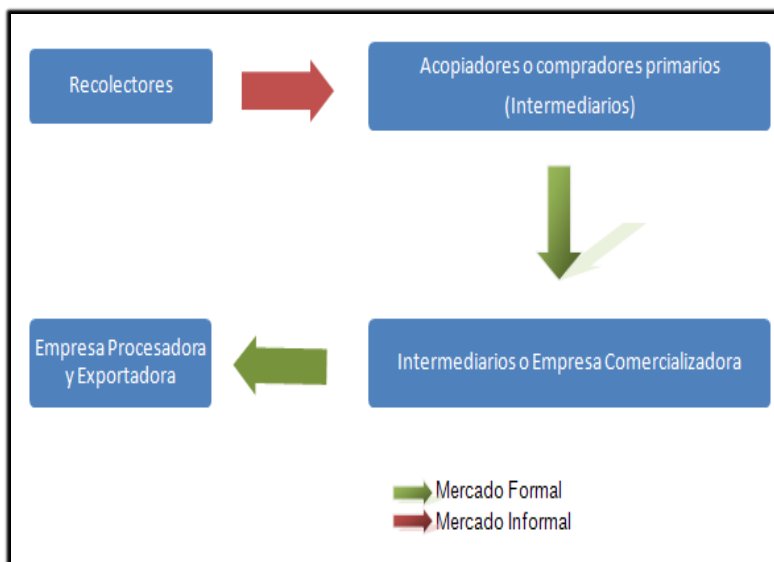 Recolectores
Acopiadores o compradores primarios
(Intermediarios)
Empresa Procesadora
y Exportadora
Intermediarios o Empresa Comercializadora
Mercado Formal
Mercado Informal